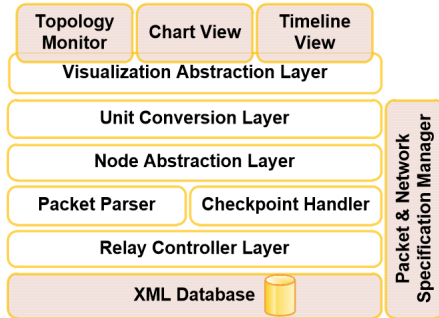 Topology
Monitor
Chart View
Timeline
View
Visualization Abstraction Layer
Unit Conversion Layer
Node Abstraction Layer
Packet Parser
Checkpoint Handler
Relay Controller Layer
XML Database
Packet & Network
Specification Manager